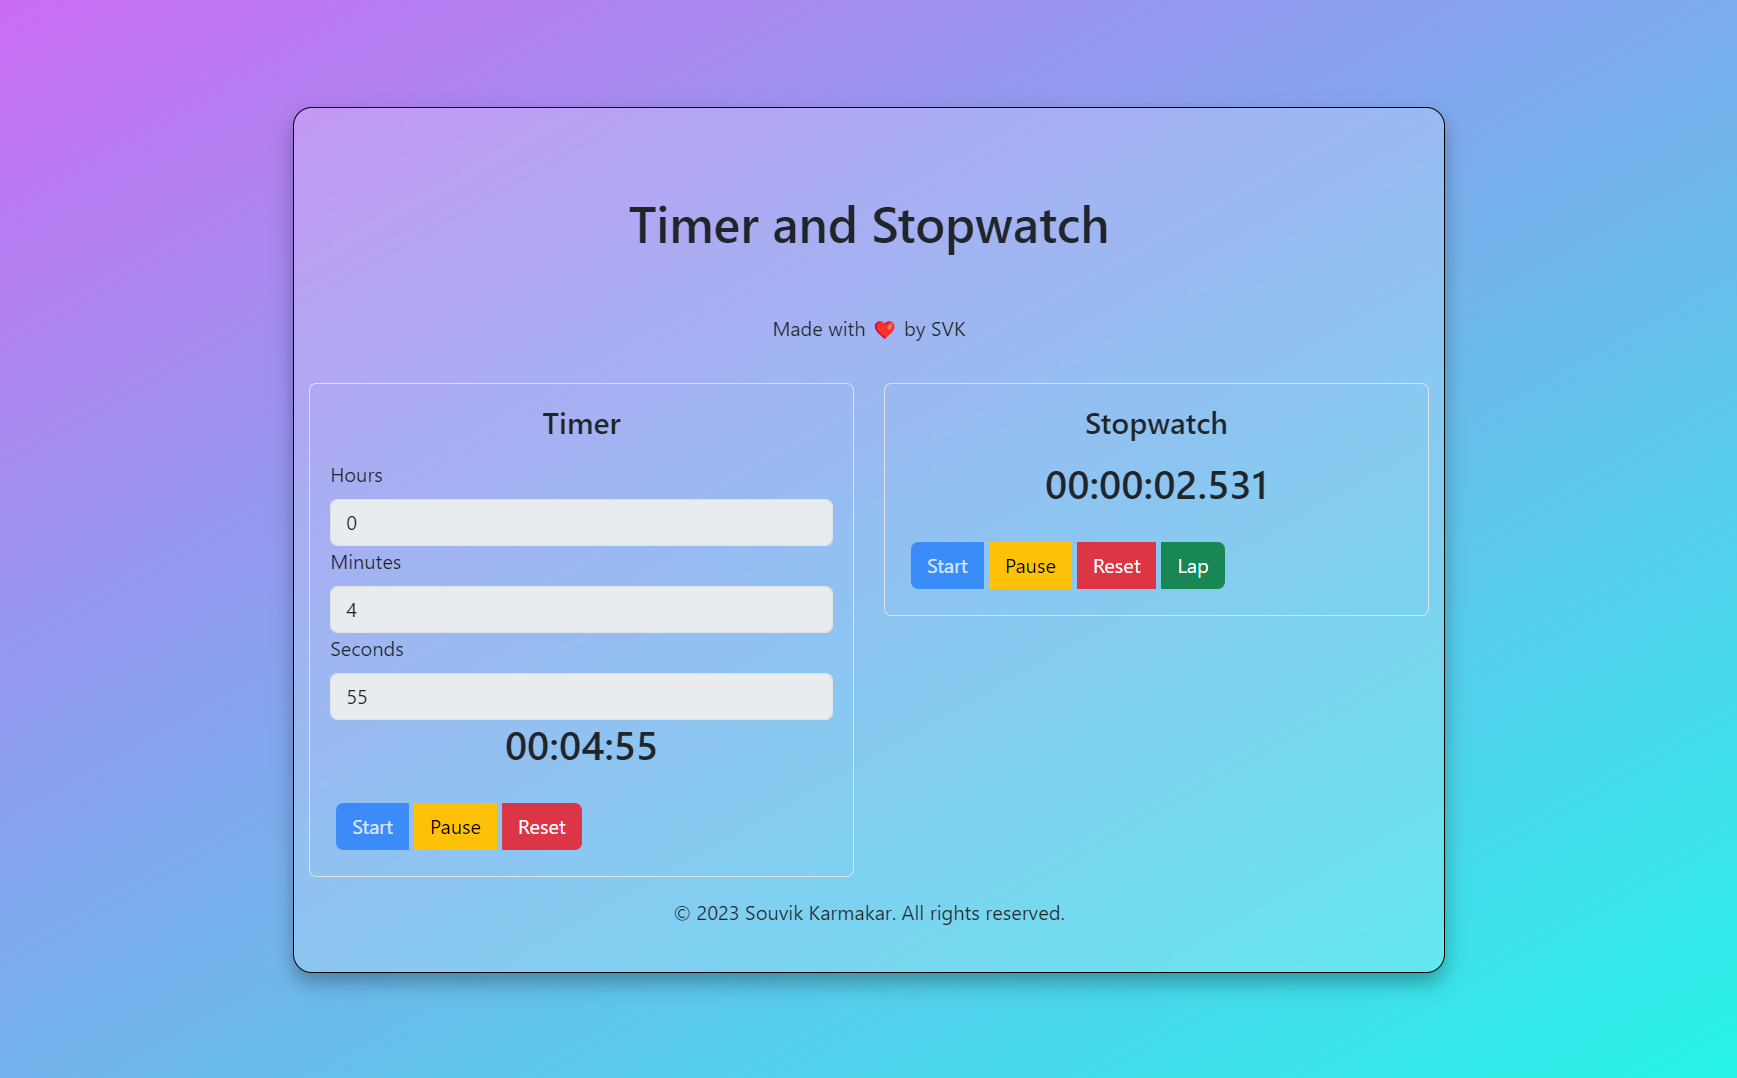 Timer and Stopwatch
Made with ❤️ by SVK
Timer
Hours
0
Minutes
4
Seconds
55
00:04:55
Start Pause Reset
Stopwatch
00:00:02.531
Start Pause Reset Lap
© 2023 Souvik Karmakar. All rights reserved.